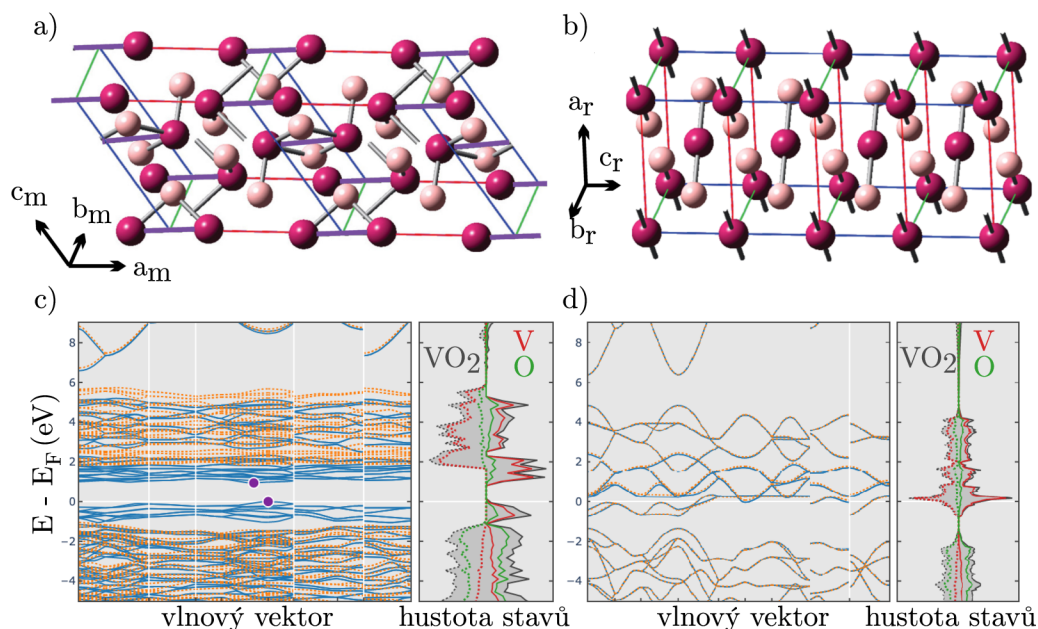 a)
b)
c_m
b_m
a_m
a_r
c_r
b_r
c)
d)
E - E_F (eV)
8
6
4
2
0
−2
−4
VO₂
V
O
8
6
4
2
0
−2
−4
VO₂
V
O
vlnový vektor
hustota stavů
vlnový vektor
hustota stavů